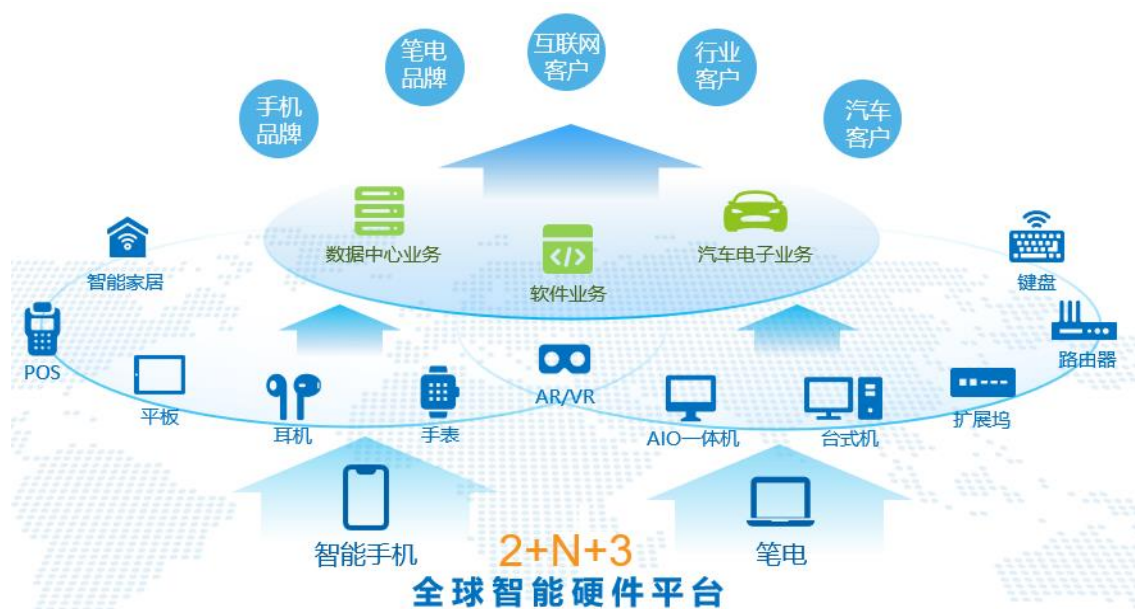 互联网
客户
笔电
品牌
行业
客户
手机
品牌
汽车
客户
数据中心业务
汽车电子业务
软件业务
智能家居
键盘
POS
路由器
平板
耳机
手表
AR/VR
AIO一体机
台式机
扩展坞
智能手机
笔电
2+N+3
全球智能硬件平台